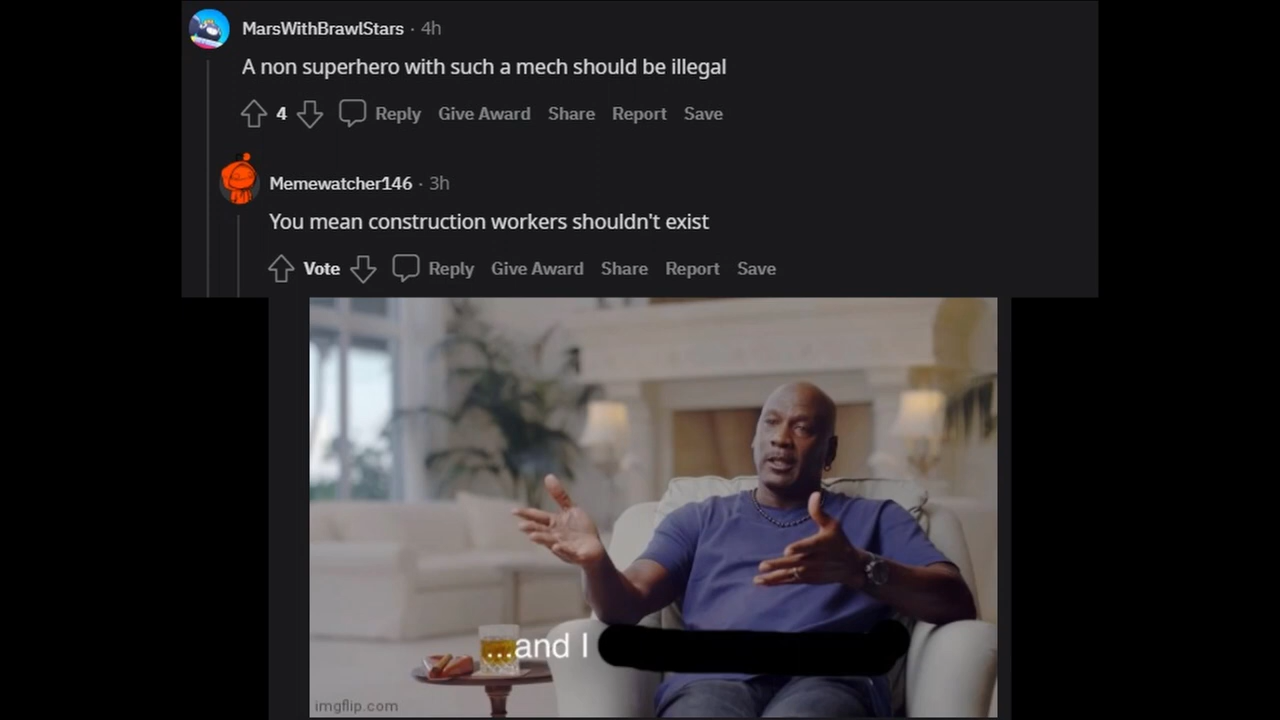 MarsWithBrawlStars · 4h
A non superhero with such a mech should be illegal
4 Reply Give Award Share Report Save
Memewatcher146 · 3h
You mean construction workers shouldn't exist
Vote Reply Give Award Share Report Save
...and I
imgflip.com